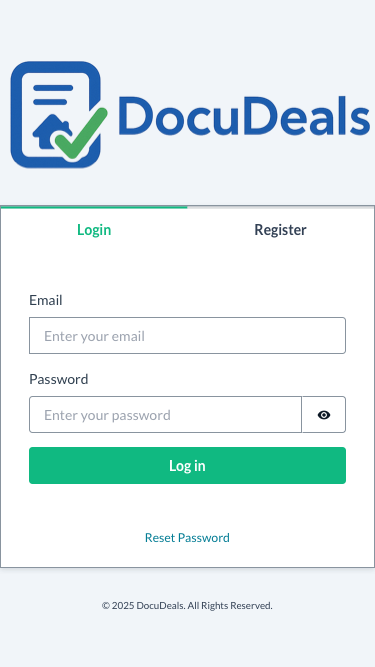 DocuDeals
Login
Register
Email
Enter your email
Password
Enter your password
Log in
Reset Password
© 2025 DocuDeals. All Rights Reserved.